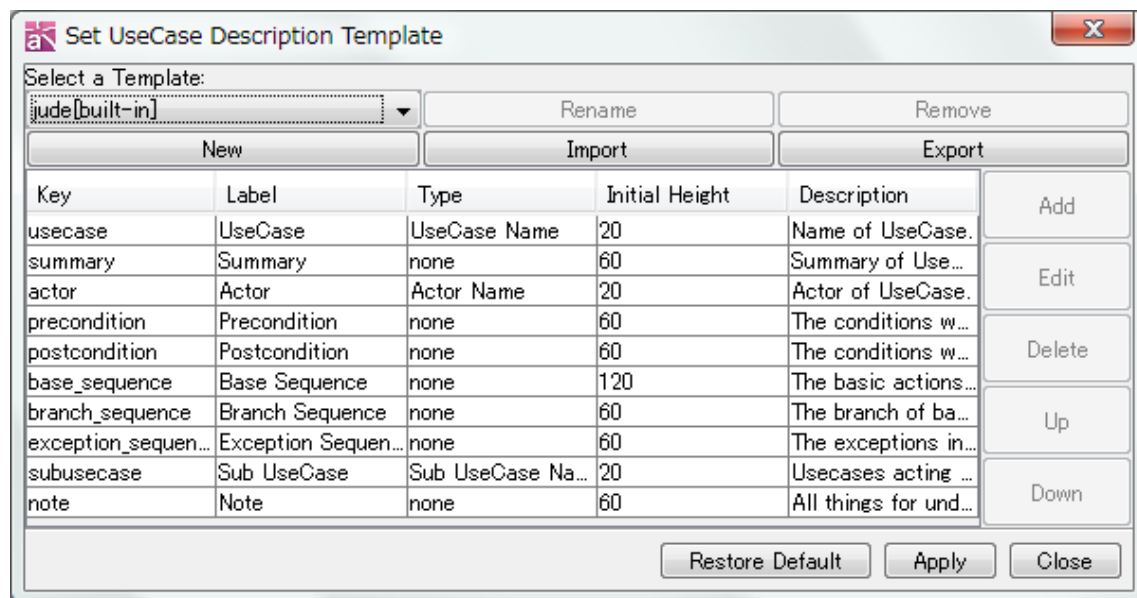 Set UseCase Description Template
Select a Template:
jude[built-in] Rename Remove
New Import Export
Key Label Type Initial Height Description
usecase UseCase UseCase Name 20 Name of UseCase.
summary Summary none 60 Summary of Use...
actor Actor Actor Name 20 Actor of UseCase.
precondition Precondition none 60 The conditions w...
postcondition Postcondition none 60 The conditions w...
base_sequence Base Sequence none 120 The basic actions...
branch_sequence Branch Sequence none 60 The branch of ba...
exception_sequen... Exception Sequen... none 60 The exceptions in...
subusecase Sub UseCase Sub UseCase Na... 20 Usecases acting ...
note Note none 60 All things for und...
Add
Edit
Delete
Up
Down
Restore Default Apply Close